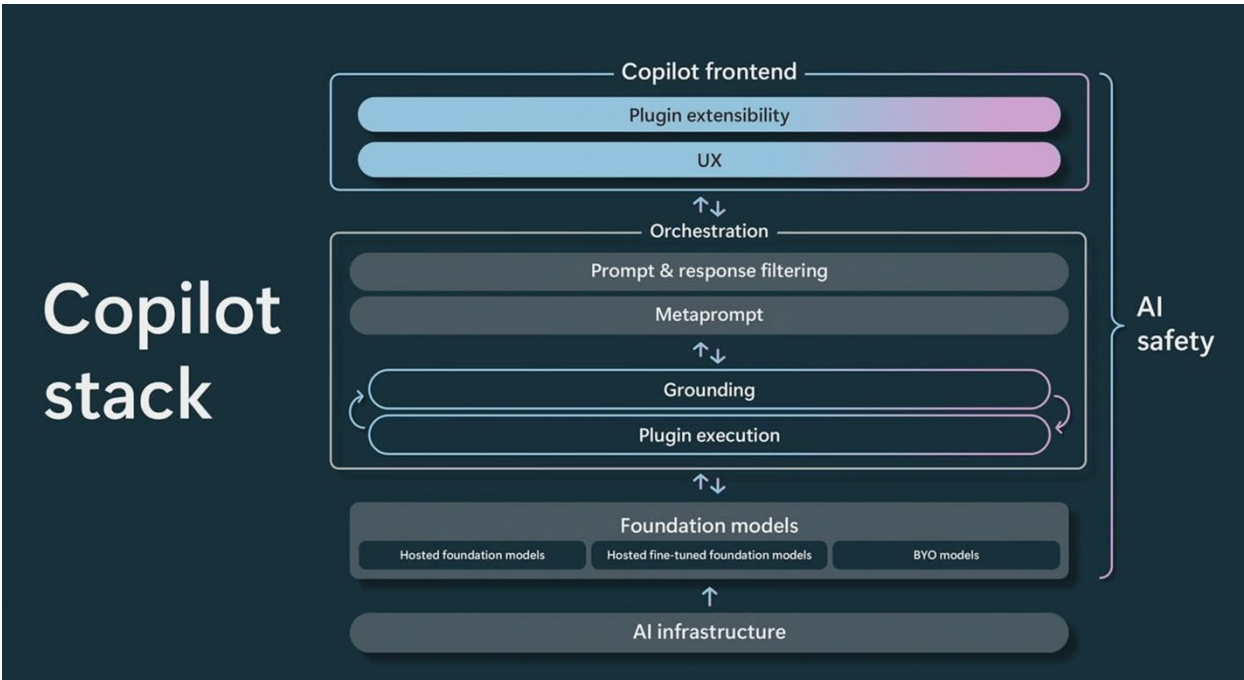 Copilot
stack
Copilot frontend
Plugin extensibility
UX
Orchestration
Prompt & response filtering
Metaprompt
Grounding
Plugin execution
Foundation models
Hosted foundation models
Hosted fine-tuned foundation models
BYO models
AI infrastructure
AI
safety